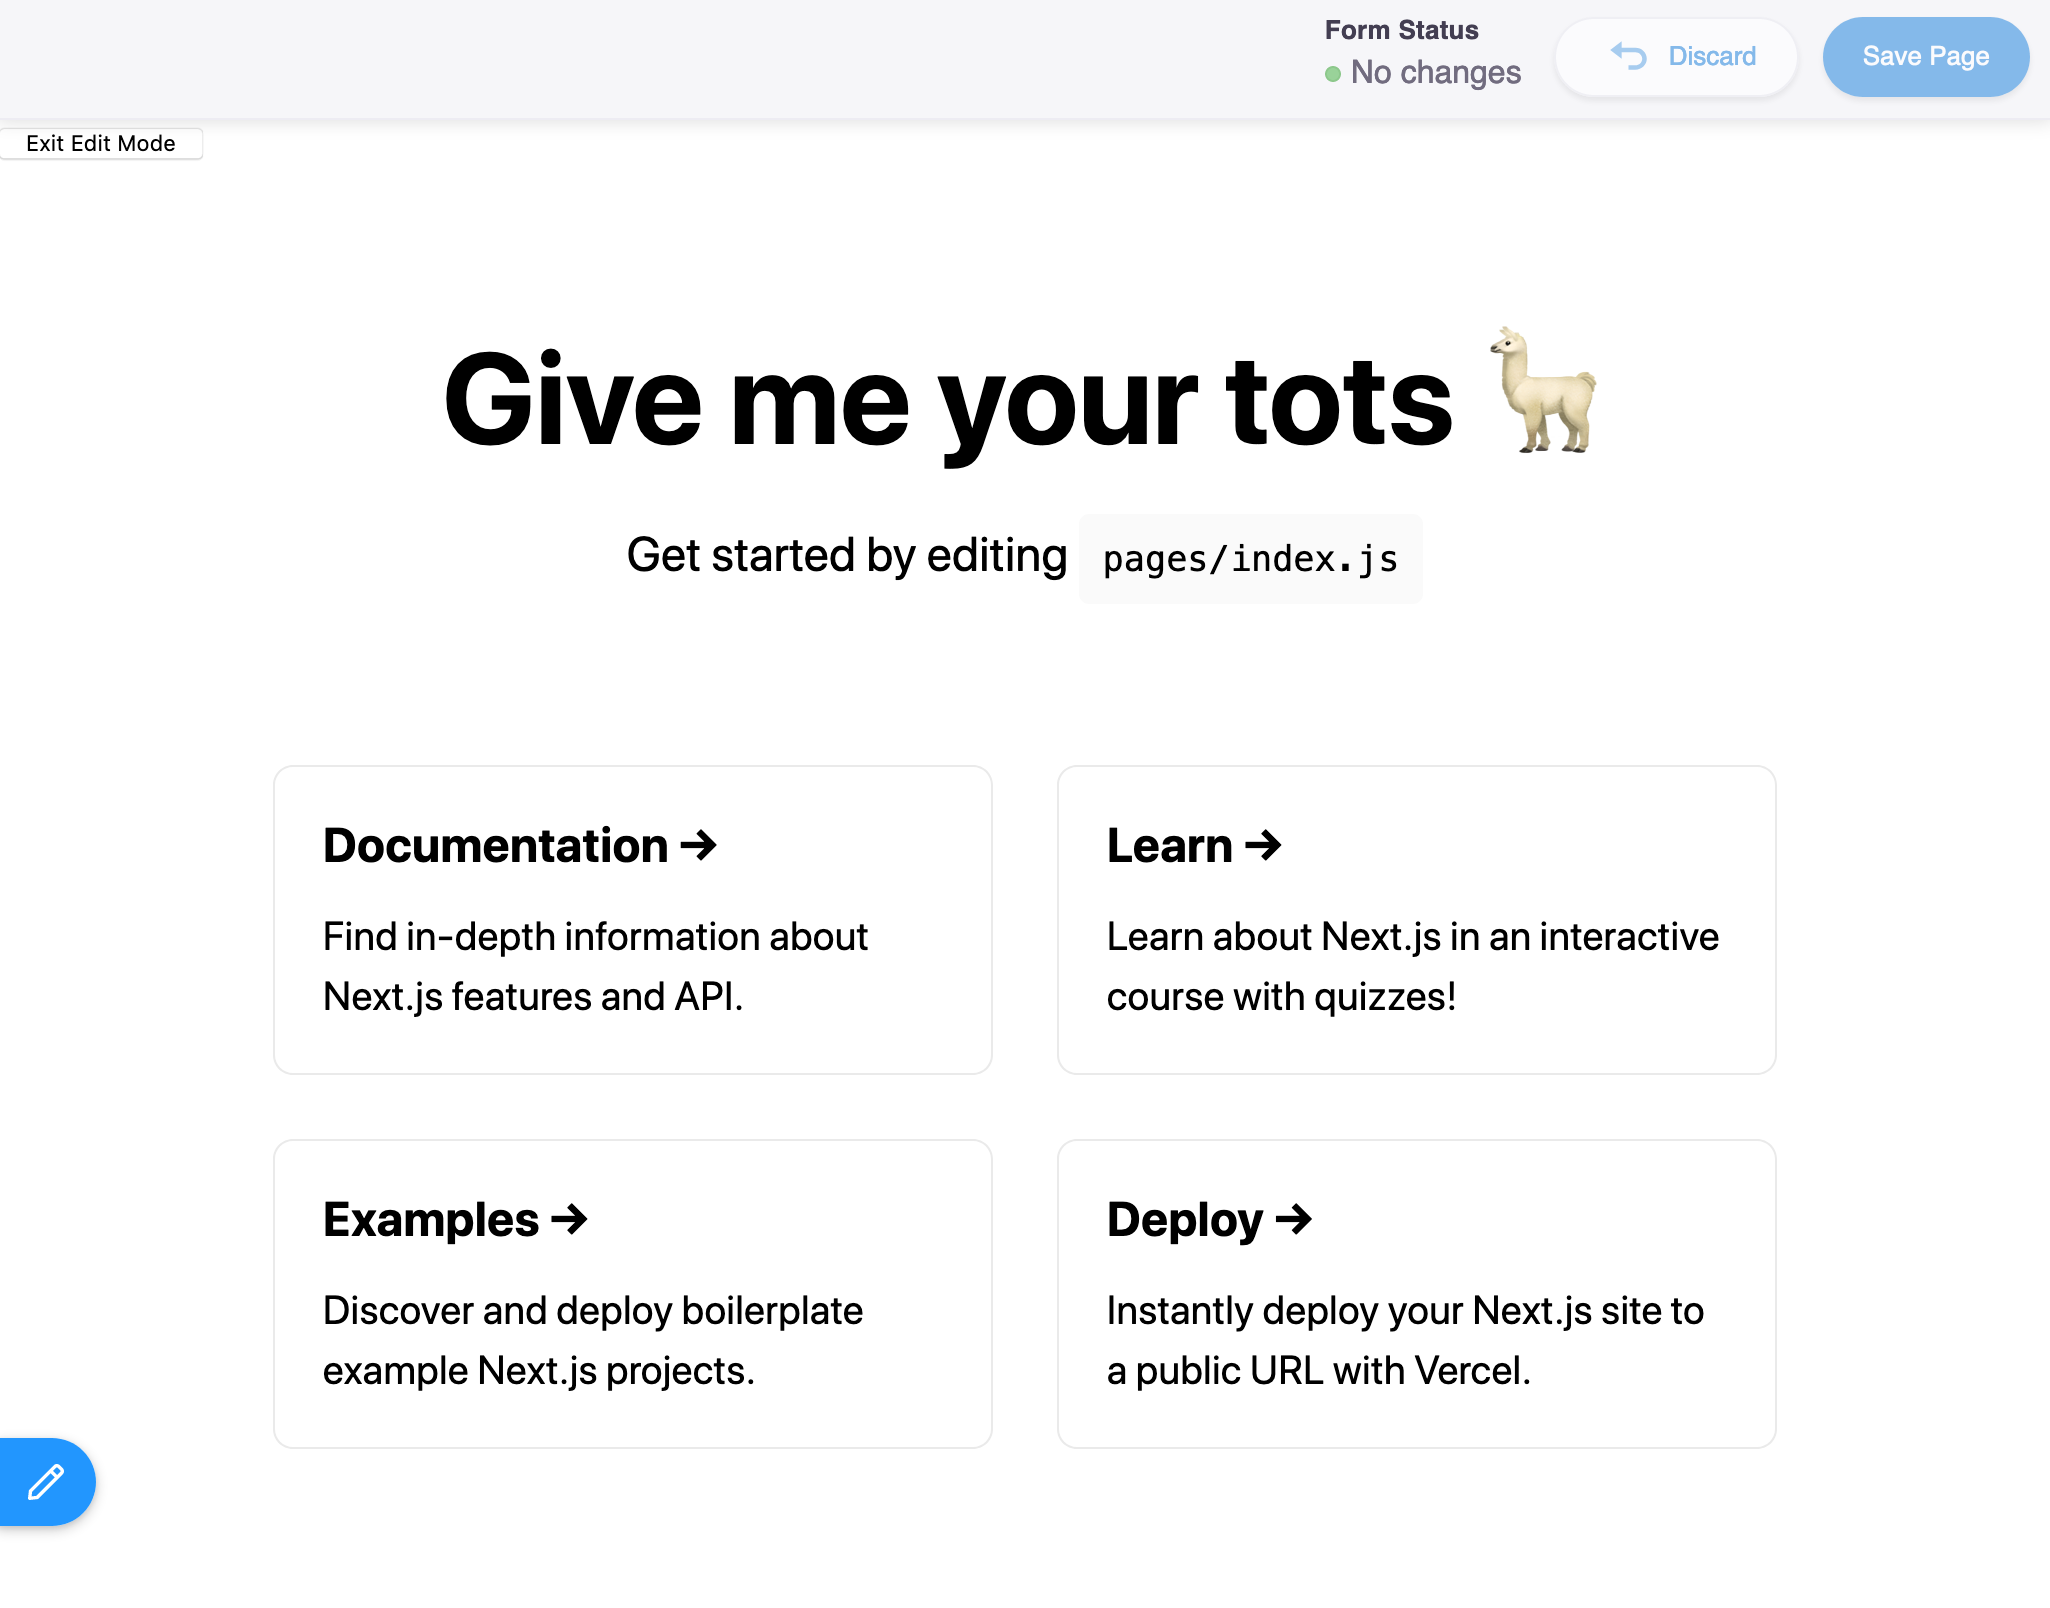 Form Status
No changes
Discard
Save Page
Exit Edit Mode
Give me your tots 🦙
Get started by editing pages/index.js
Documentation →
Find in-depth information about
Next.js features and API.
Learn →
Learn about Next.js in an interactive
course with quizzes!
Examples →
Discover and deploy boilerplate
example Next.js projects.
Deploy →
Instantly deploy your Next.js site to
a public URL with Vercel.